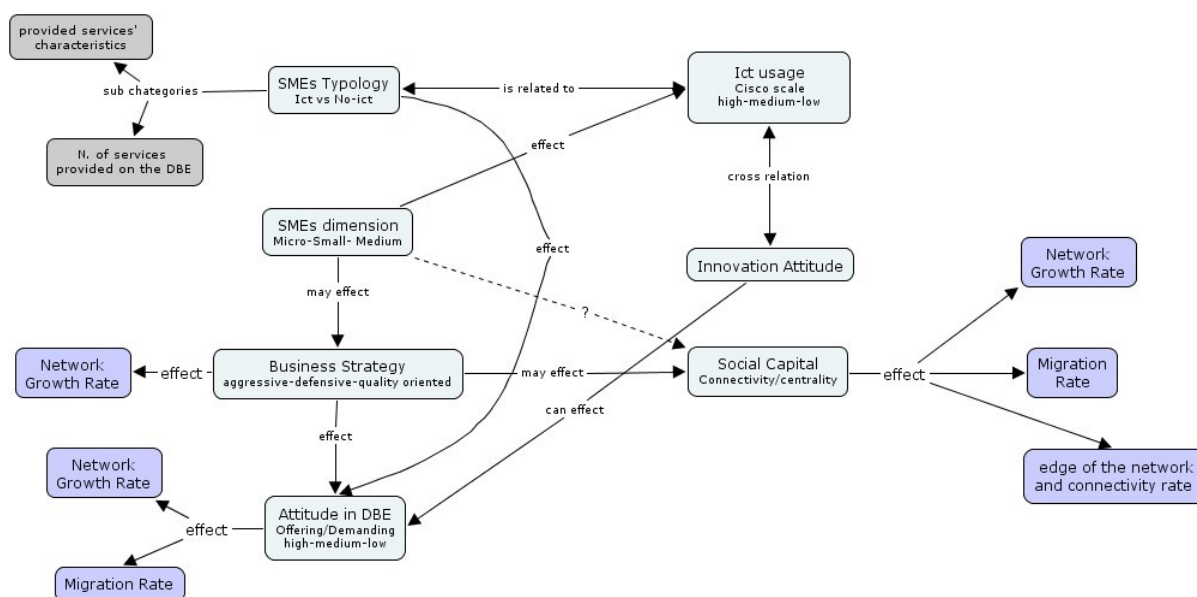 provided services'
characteristics
sub chategories
N. of services
provided on the DBE
SMEs Typology
Ict vs No-ict
is related to
Ict usage
Cisco scale
high-medium-low
effect
cross relation
SMEs dimension
Micro-Small- Medium
effect
Innovation Attitude
may effect
?
Network
Growth Rate
effect
Business Strategy
aggressive-defensive-quality oriented
may effect
Social Capital
Connectivity/centrality
effect
Network
Growth Rate
Migration
Rate
edge of the network
and connectivity rate
can effect
effect
Network
Growth Rate
effect
Migration Rate
Attitude in DBE
Offering/Demanding
high-medium-low